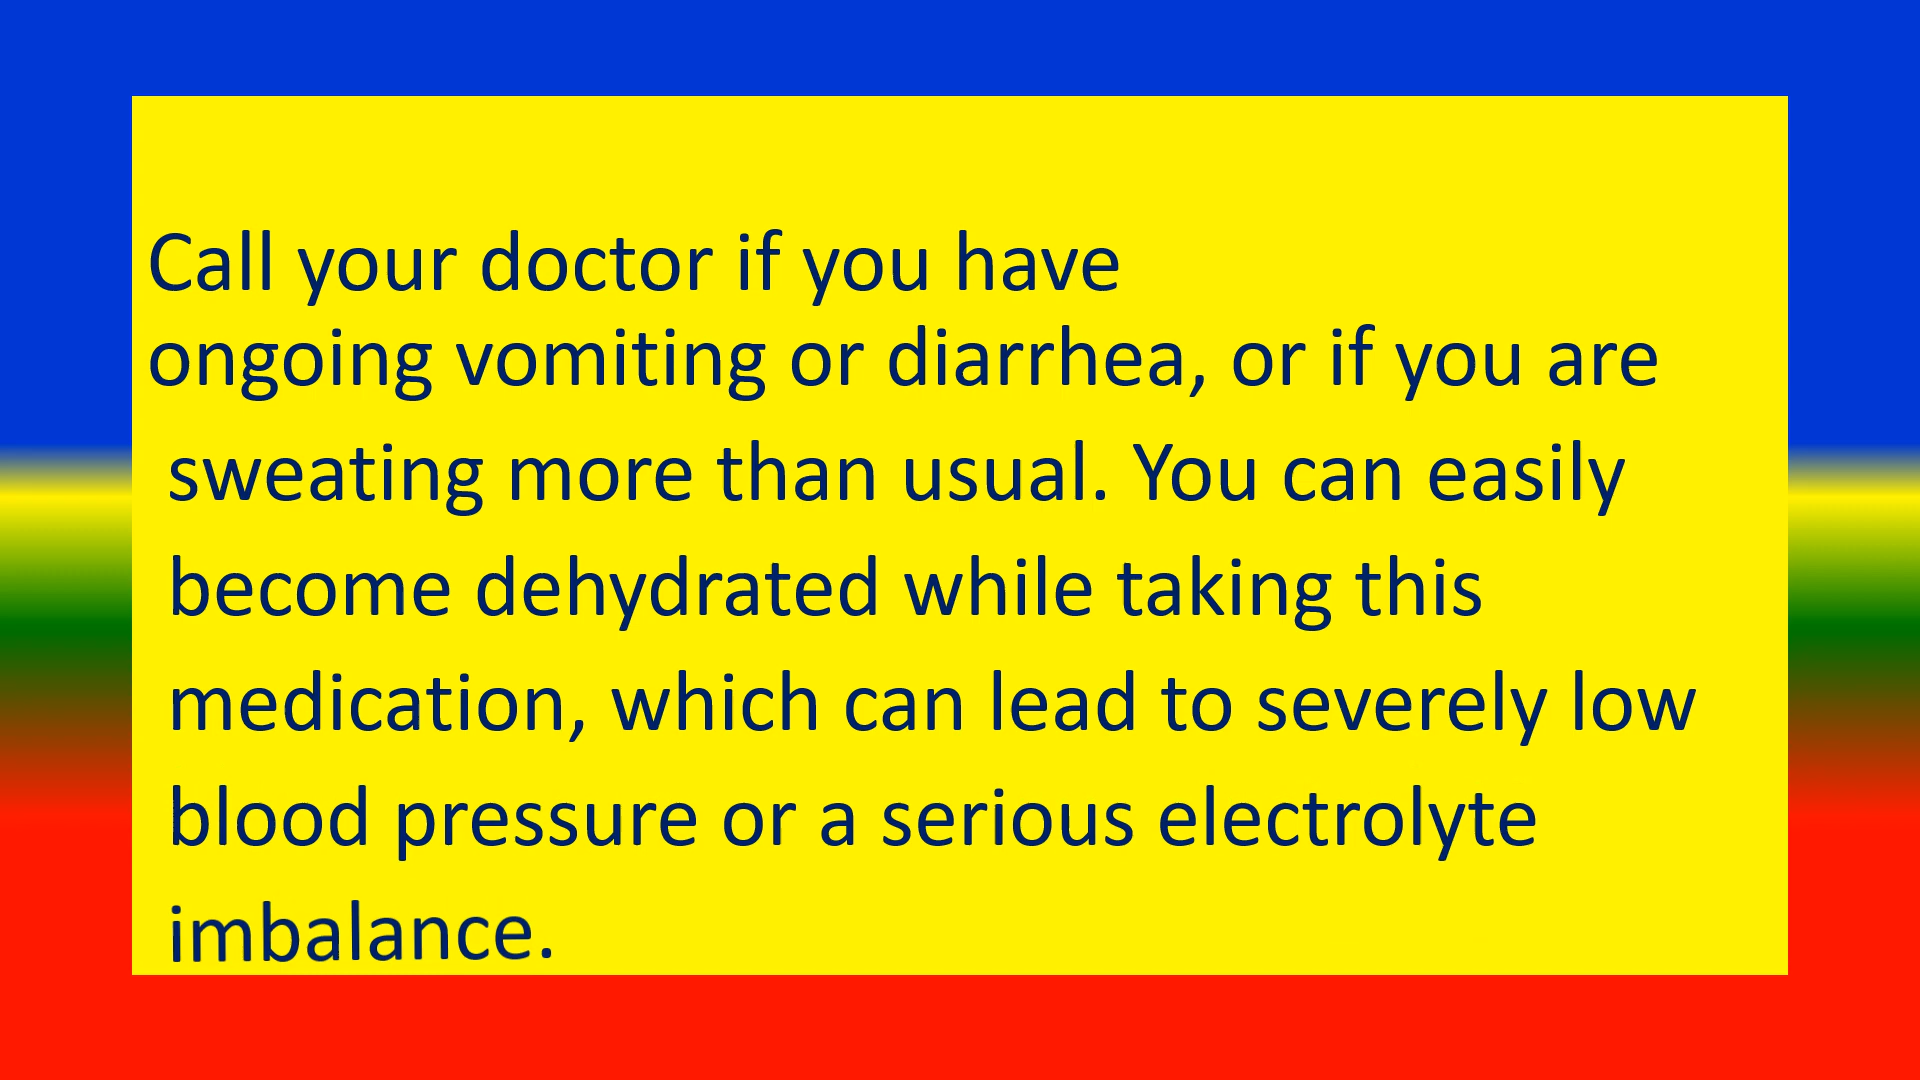 Call your doctor if you have
ongoing vomiting or diarrhea, or if you are
sweating more than usual. You can easily
become dehydrated while taking this
medication, which can lead to severely low
blood pressure or a serious electrolyte
imbalance.